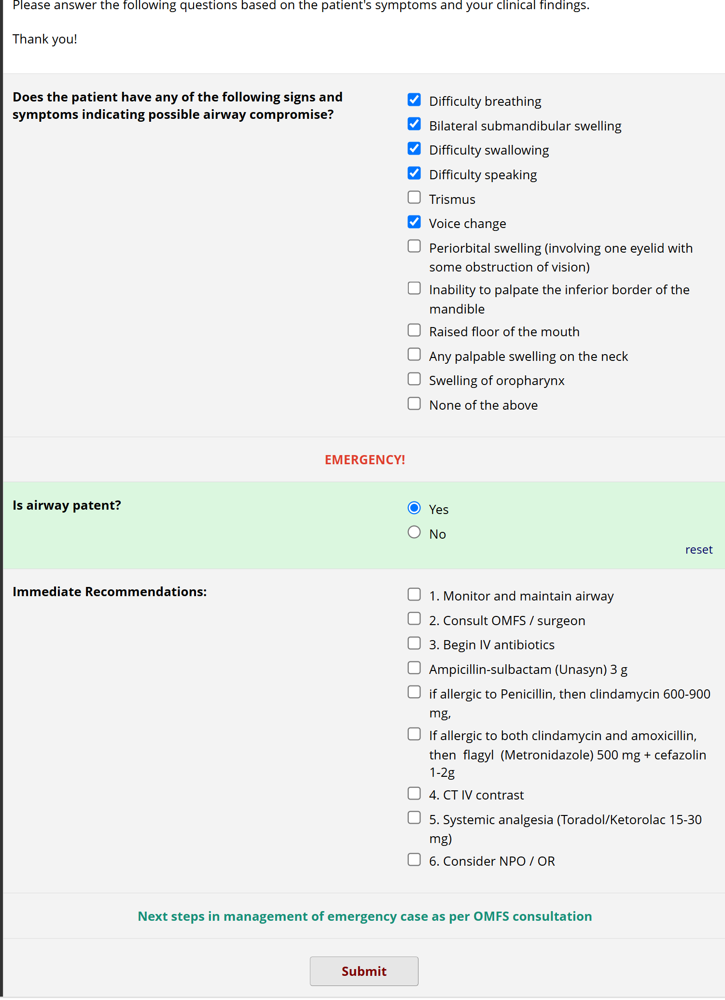 Please answer the following questions based on the patient's symptoms and your clinical findings.
Thank you!
Does the patient have any of the following signs and
symptoms indicating possible airway compromise?
Difficulty breathing
Bilateral submandibular swelling
Difficulty swallowing
Difficulty speaking
Trismus
Voice change
Periorbital swelling (involving one eyelid with
some obstruction of vision)
Inability to palpate the inferior border of the
mandible
Raised floor of the mouth
Any palpable swelling on the neck
Swelling of oropharynx
None of the above
EMERGENCY!
Is airway patent?
Yes
No
reset
Immediate Recommendations:
1. Monitor and maintain airway
2. Consult OMFS / surgeon
3. Begin IV antibiotics
Ampicillin-sulbactam (Unasyn) 3 g
if allergic to Penicillin, then clindamycin 600-900
mg,
If allergic to both clindamycin and amoxicillin,
then flagyl (Metronidazole) 500 mg + cefazolin
1-2g
4. CT IV contrast
5. Systemic analgesia (Toradol/Ketorolac 15-30
mg)
6. Consider NPO / OR
Next steps in management of emergency case as per OMFS consultation
Submit